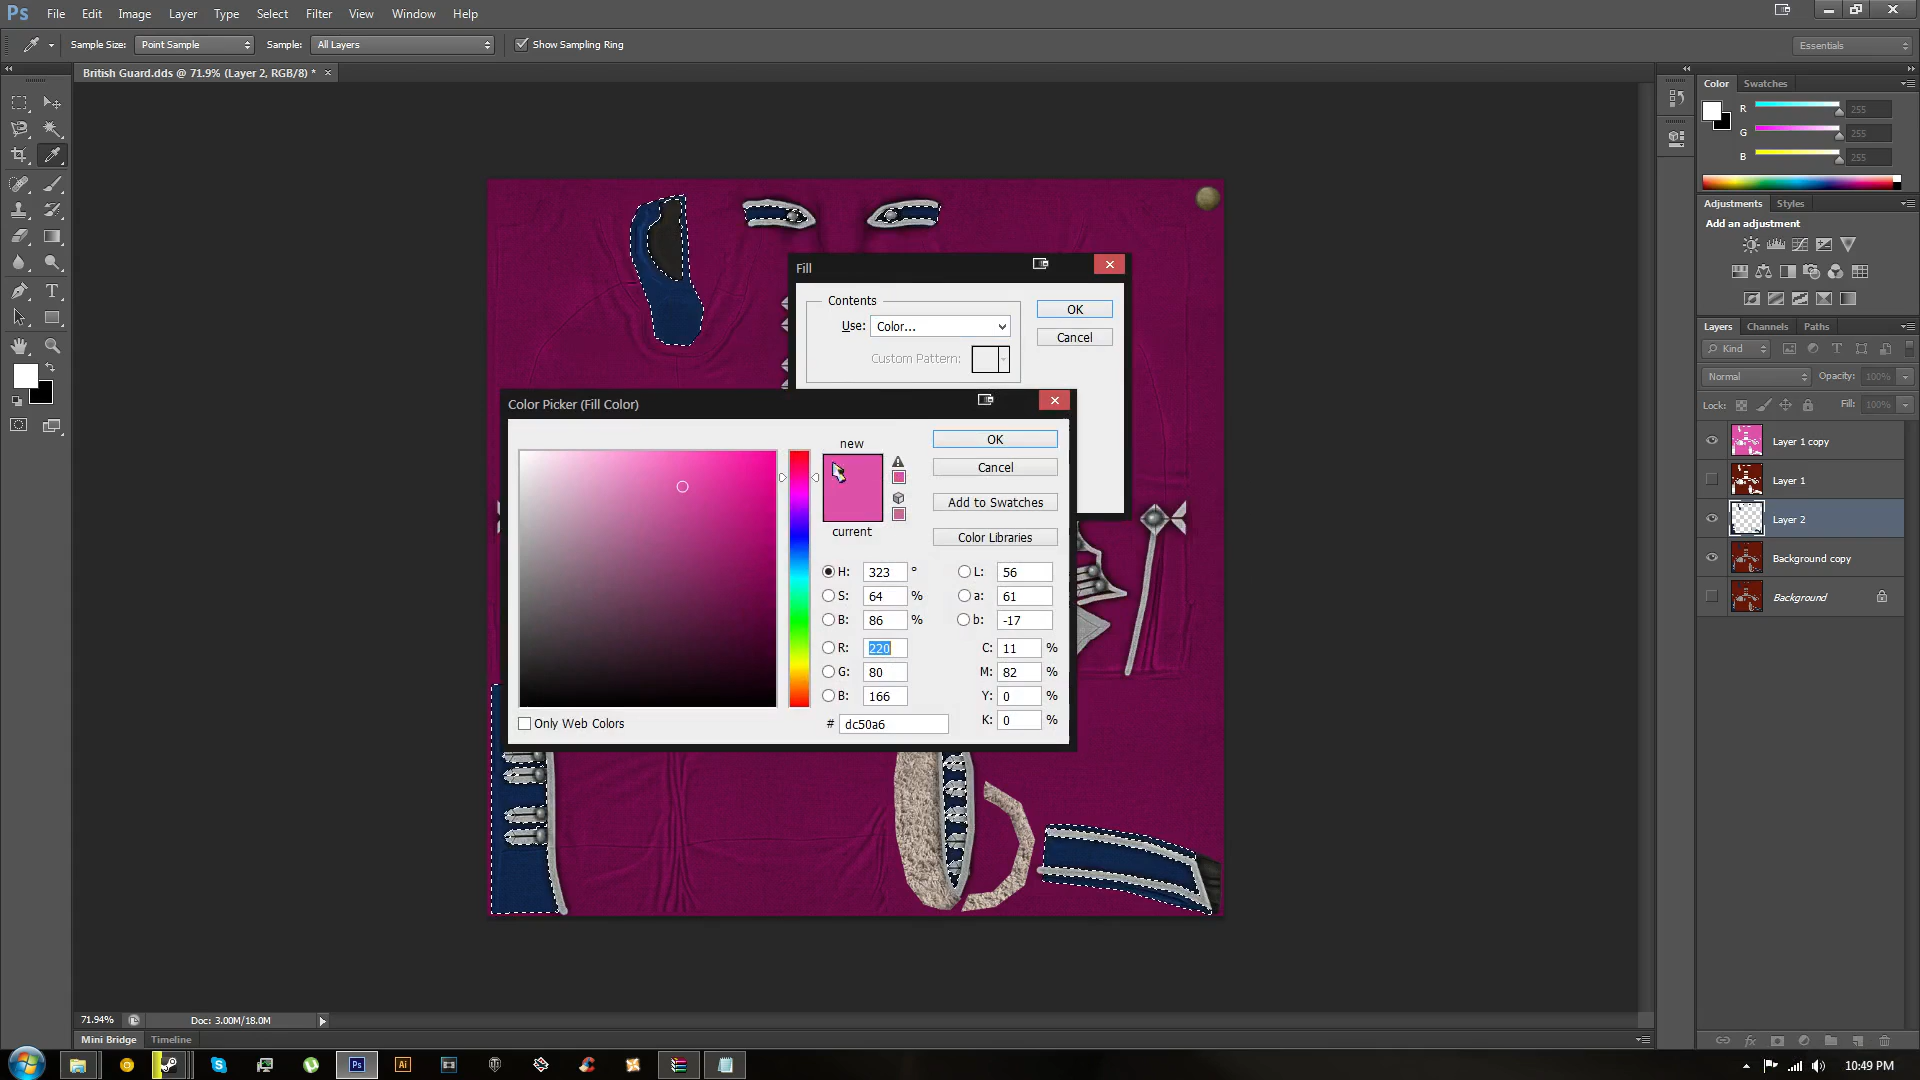 Ps File Edit Image Layer Type Select Filter View Window Help
Sample Size: Point Sample Sample: All Layers Show Sampling Ring Essentials
British Guard.dds @ 71.9% (Layer 2, RGB/8) * ×
Color Swatches
R 255
G 255
B 255
Adjustments Styles
Add an adjustment
Fill
Contents
Use: Color...
Custom Pattern:
OK
Cancel
Layers Channels Paths
Kind
Normal Opacity: 100%
Lock: Fill: 100%
Layer 1 copy
Layer 1
Layer 2
Background copy
Background
Color Picker (Fill Color)
new
current
OK
Cancel
Add to Swatches
Color Libraries
H: 323 ° L: 56
S: 64 % a: 61
B: 86 % b: -17
R: 220 C: 11 %
G: 80 M: 82 %
B: 166 Y: 0 %
# dc50a6 K: 0 %
Only Web Colors
71.94% Doc: 3.00M/18.0M
Mini Bridge Timeline
Ps Ai 10:49 PM